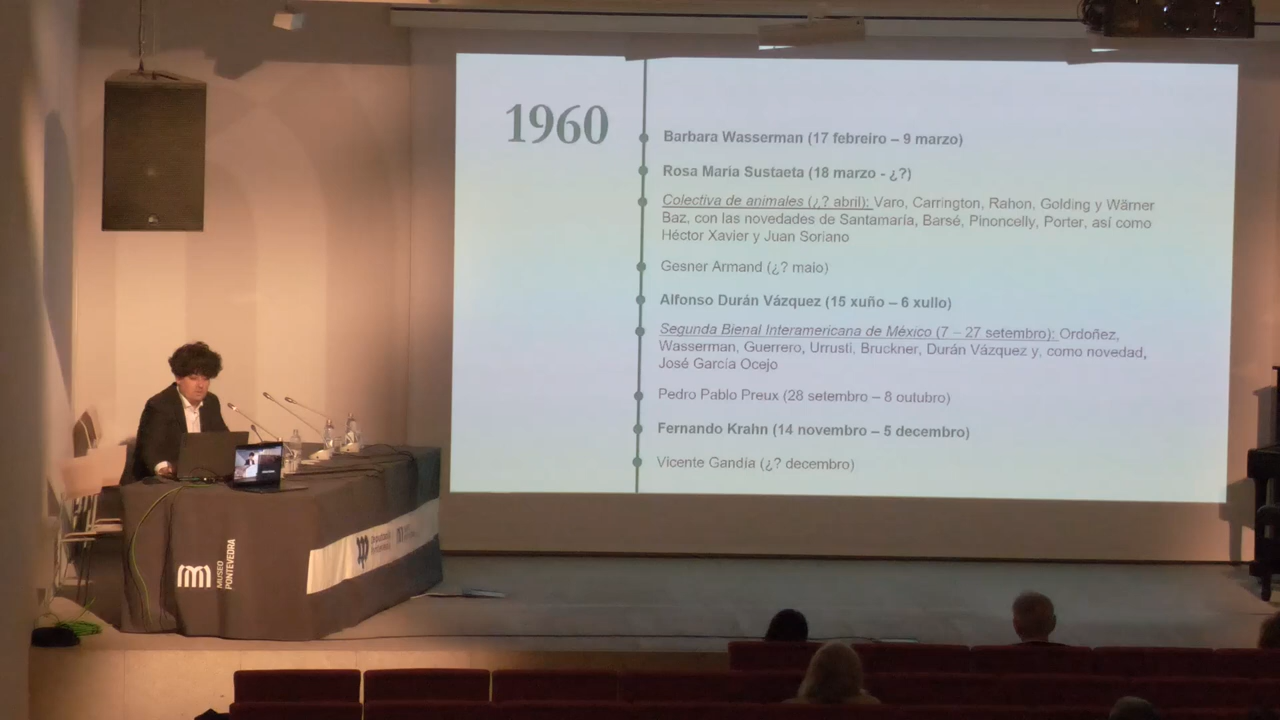 1960
Barbara Wasserman (17 febreiro – 9 marzo)
Rosa Maria Sustaeta (18 marzo - ¿?)
Colectiva de animales (¿? abril): Varo, Carrington, Rahon, Golding y Wärner
Baz, con las novedades de Santamaría, Barsé, Pinoncelly, Porter, así como
Héctor Xavier y Juan Soriano
Gesner Armand (¿? maio)
Alfonso Durán Vázquez (15 xuño – 6 xullo)
Segunda Bienal Interamericana de México (7 – 27 setembro): Ordoñez,
Wasserman, Guerrero, Urrusti, Bruckner, Durán Vázquez y, como novedad,
José García Ocejo
Pedro Pablo Preux (28 setembro – 8 outubro)
Fernando Krahn (14 novembro – 5 decembro)
Vicente Gandía (¿? decembro)
MUSEO
PONTEVEDRA
Deputación
Pontevedra